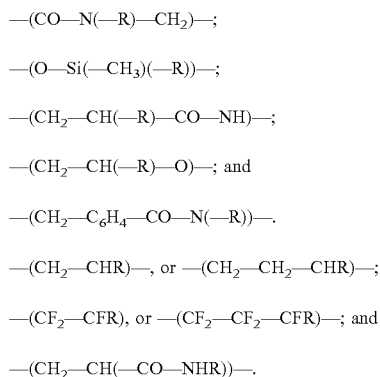 —(CO—N(—R)—CH₂)—;
—(O—Si(—CH₃)(—R))—;
—(CH₂—CH(—R)—CO—NH)—;
—(CH₂—CH(—R)—O)—; and
—(CH₂—C₆H₄—CO—N(—R))—.
—(CH₂—CHR)—, or —(CH₂—CH₂—CHR)—;
—(CF₂—CFR), or —(CF₂—CF₂—CFR)—; and
—(CH₂—CH(—CO—NHR))—.